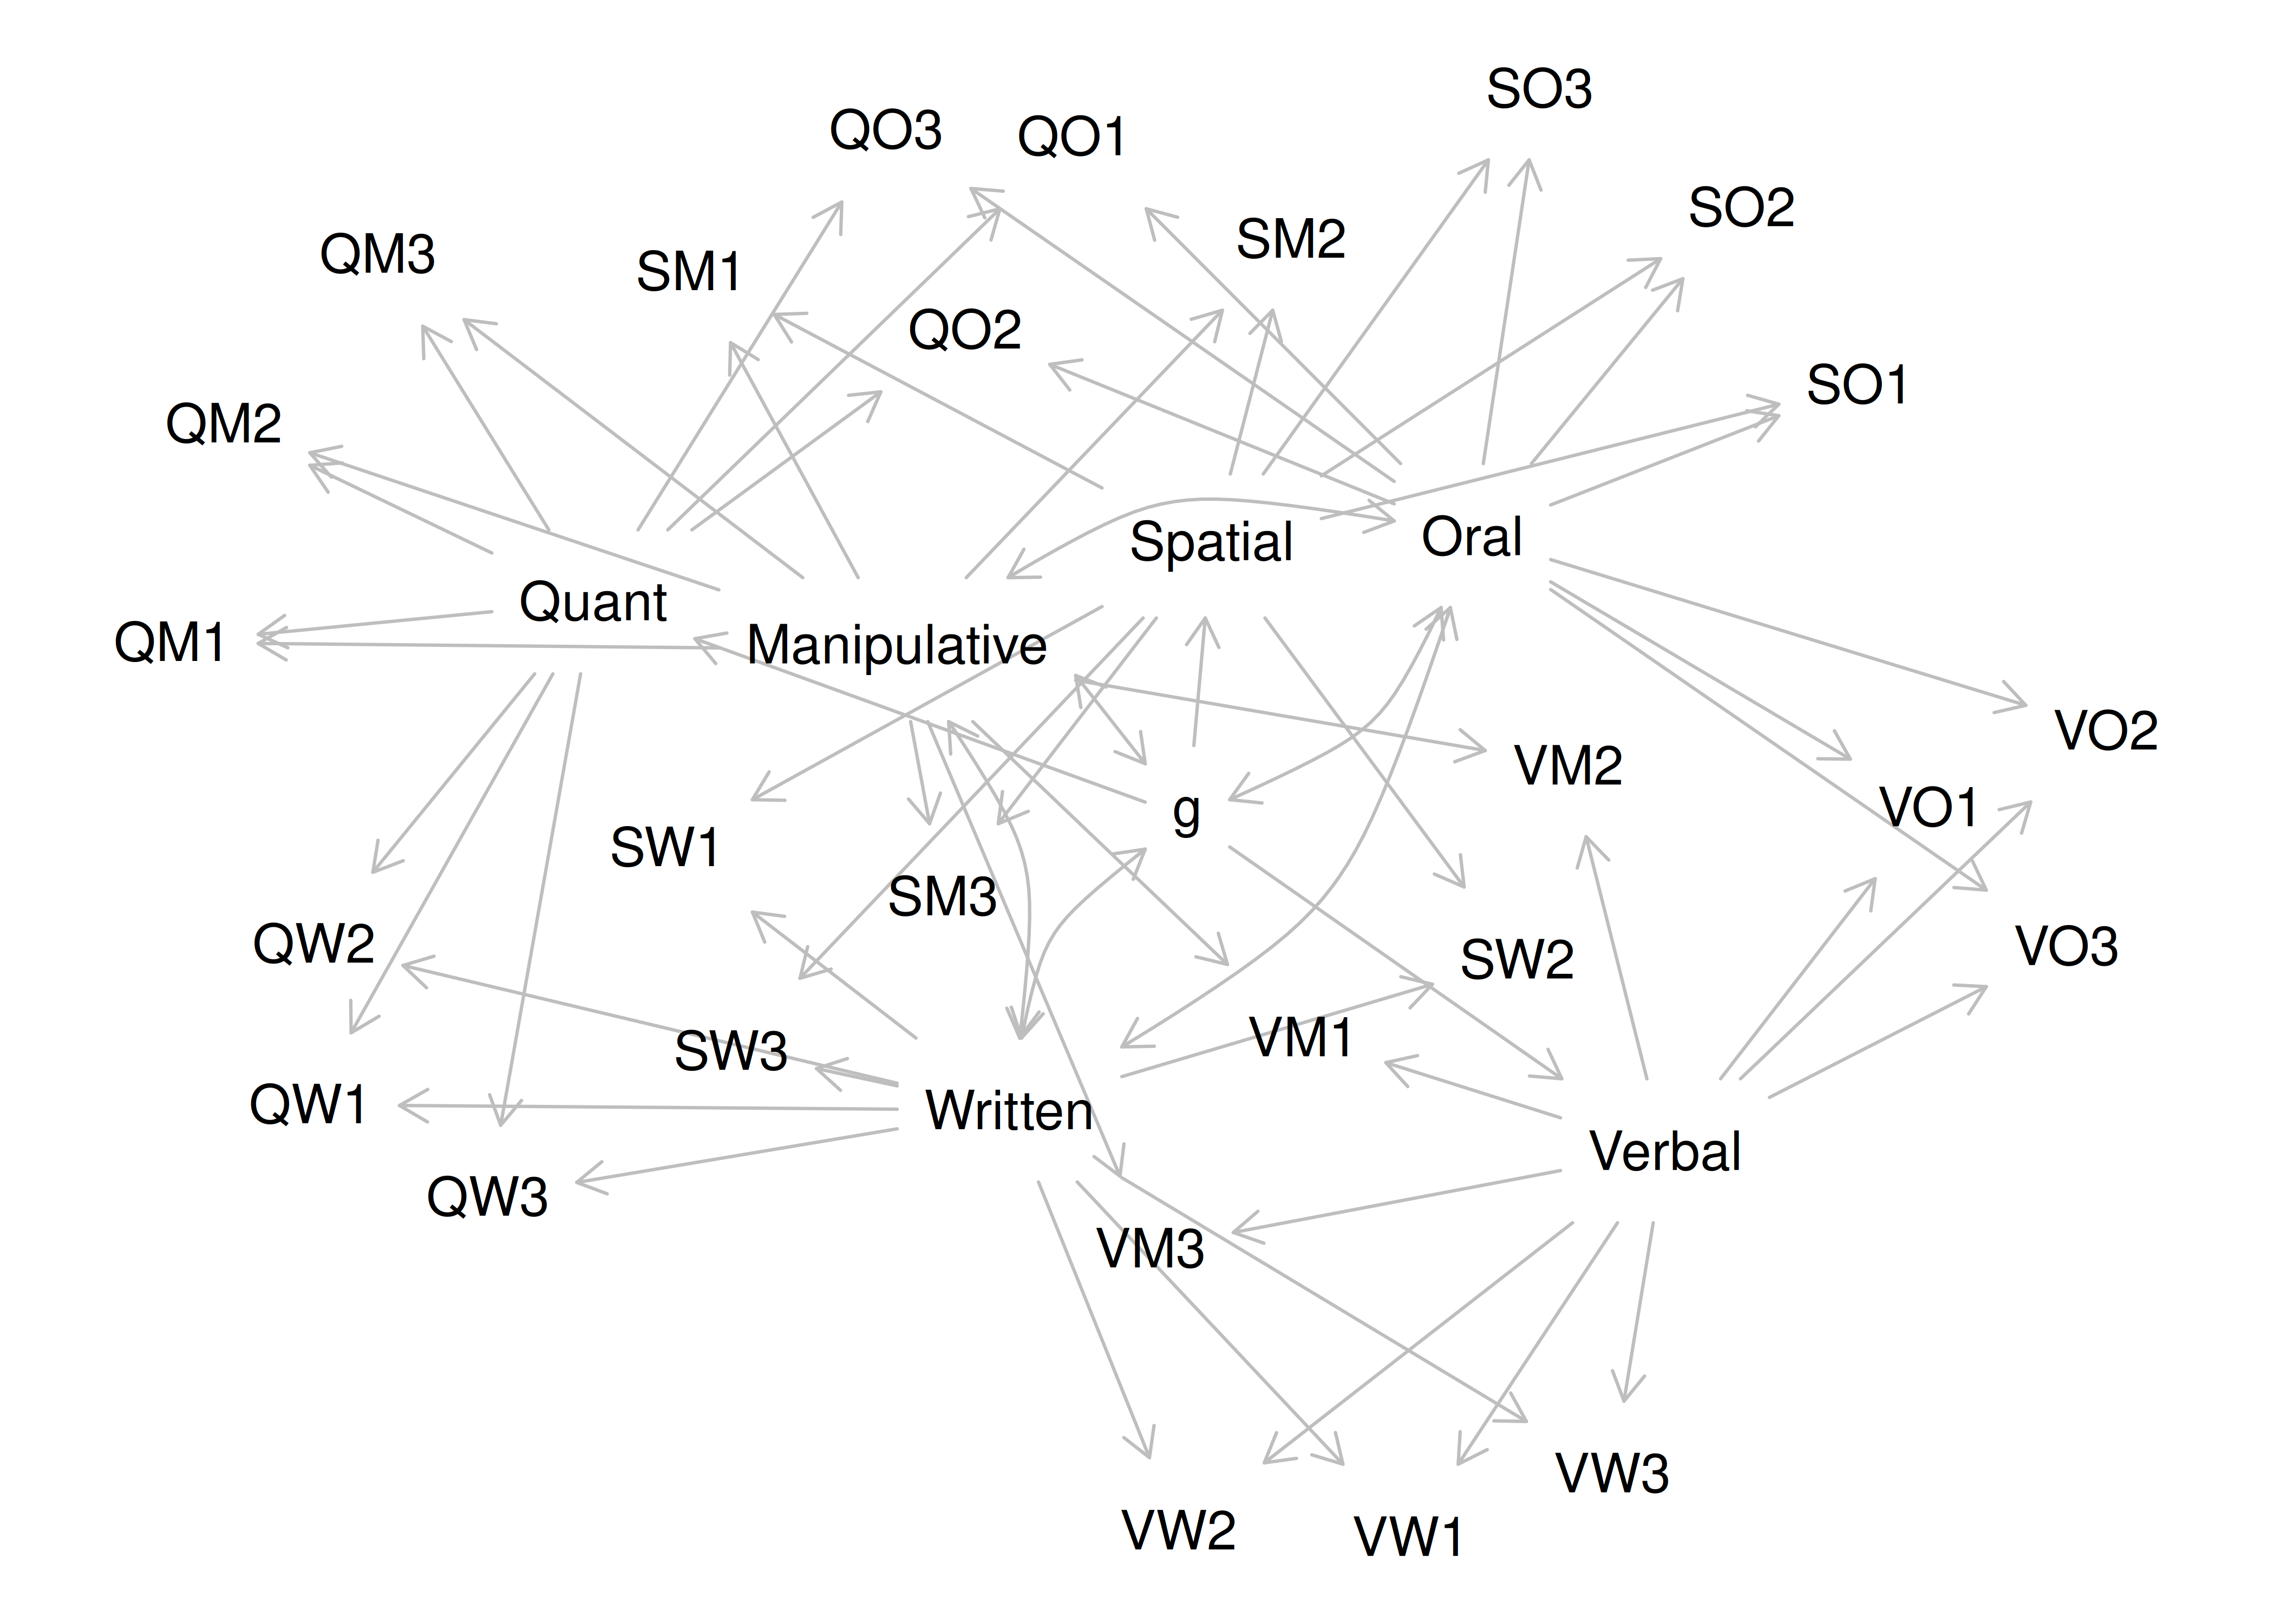 SO3
QO3
QO1
SO2
SM2
QM3
SM1
QO2
SO1
QM2
Oral
Spatial
Quant
QM1
Manipulative
VO2
VM2
VO1
g
SW1
SM3
QW2
VO3
SW2
VM1
SW3
QW1
Written
Verbal
QW3
VM3
VW3
VW2
VW1